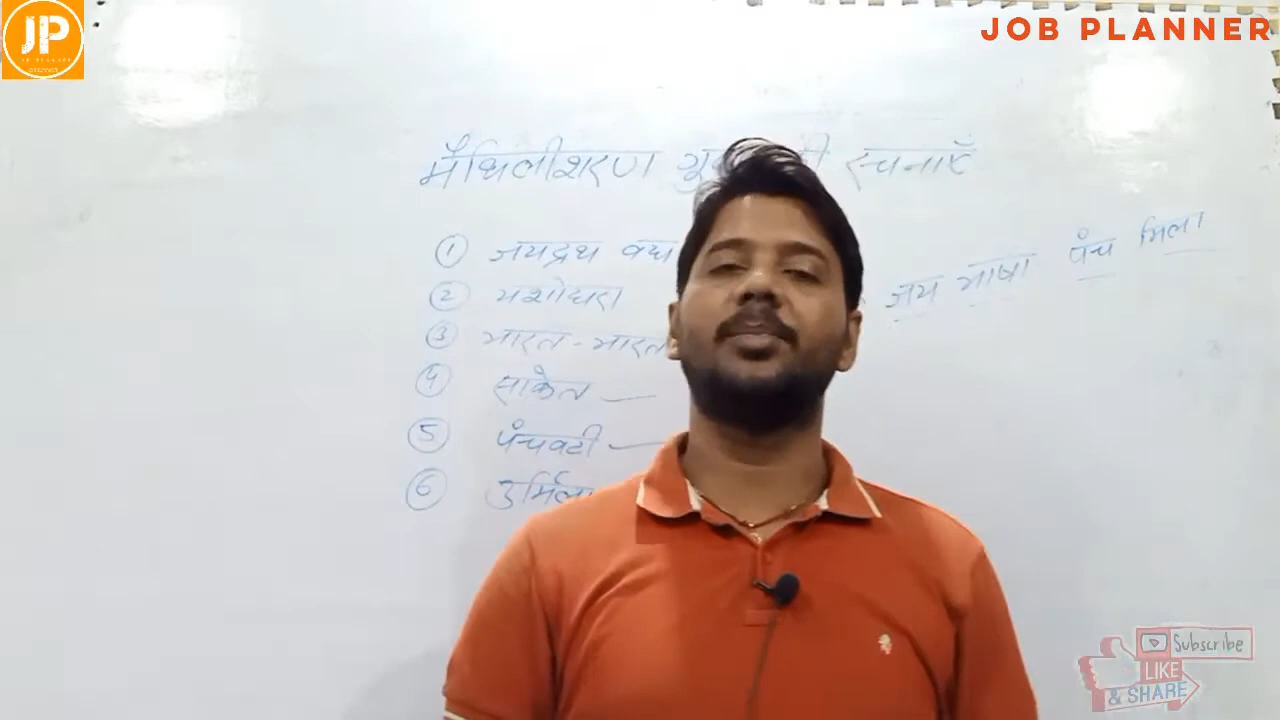 JP
JOB PLANNER
मैथिलीशरण की रचनाएँ
① जयद्रथ वध
② यशोधरा
③ भारत-भारत
④ साकेत
⑤ पंचवटी
⑥ उर्मिला
जय भाषा पंच मिला
Subscribe
LIKE
& SHARE